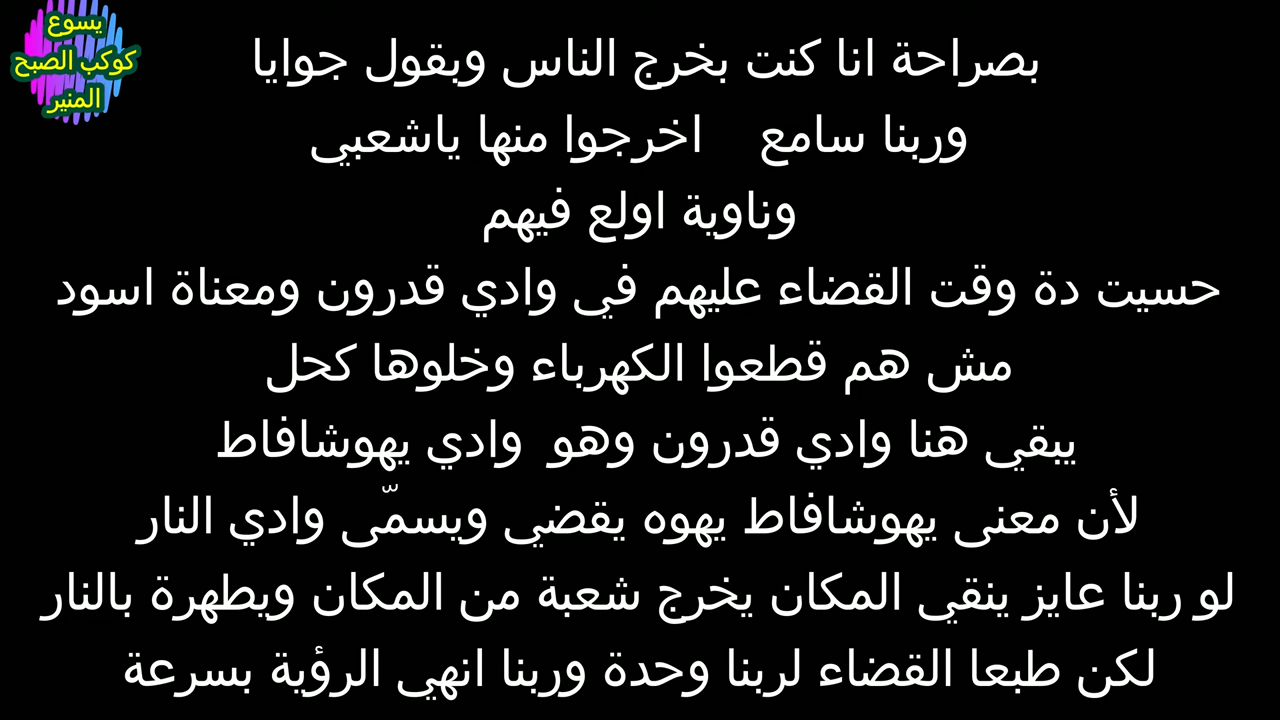 يسوع
كوكب الصبح
المنير
بصراحة انا كنت بخرج الناس وبقول جوايا
وربنا سامع اخرجوا منها ياشعبي
وناوية اولع فيهم
حسيت دة وقت القضاء عليهم في وادي قدرون ومعناة اسود
مش هم قطعوا الكهرباء وخلوها كحل
يبقي هنا وادي قدرون وهو وادي يهوشافاط
لأن معنى يهوشافاط يهوه يقضي ويسمّى وادي النار
لو ربنا عايز ينقي المكان يخرج شعبة من المكان ويطهرة بالنار
لكن طبعا القضاء لربنا وحدة وربنا انهي الرؤية بسرعة